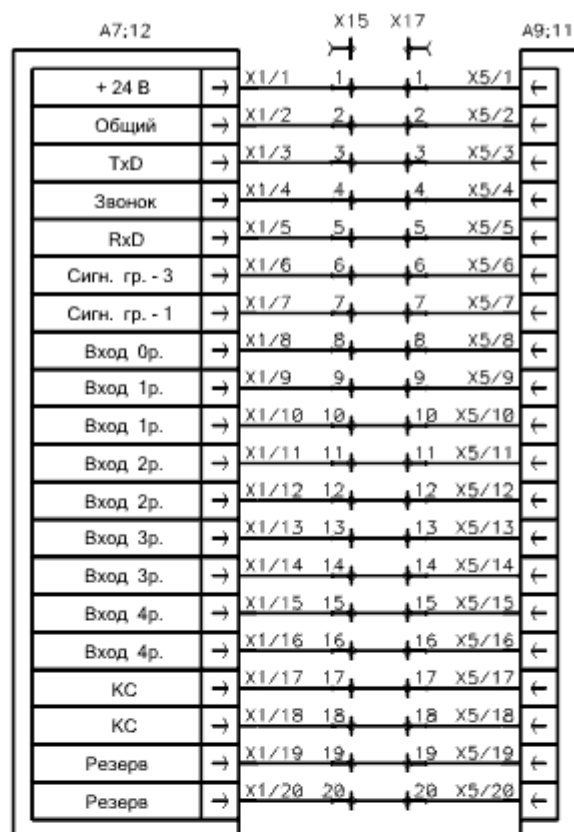 X15 X17
A7;12 A9;11
+ 24 В X1/1 1 1 X5/1
Общий X1/2 2 2 X5/2
TxD X1/3 3 3 X5/3
Звонок X1/4 4 4 X5/4
RxD X1/5 5 5 X5/5
Сигн. гр. - 3 X1/6 6 6 X5/6
Сигн. гр. - 1 X1/7 7 7 X5/7
Вход 0р. X1/8 8 8 X5/8
Вход 1р. X1/9 9 9 X5/9
Вход 1р. X1/10 10 10 X5/10
Вход 2р. X1/11 11 11 X5/11
Вход 2р. X1/12 12 12 X5/12
Вход 3р. X1/13 13 13 X5/13
Вход 3р. X1/14 14 14 X5/14
Вход 4р. X1/15 15 15 X5/15
Вход 4р. X1/16 16 16 X5/16
КС X1/17 17 17 X5/17
КС X1/18 18 18 X5/18
Резерв X1/19 19 19 X5/19
Резерв X1/20 20 20 X5/20